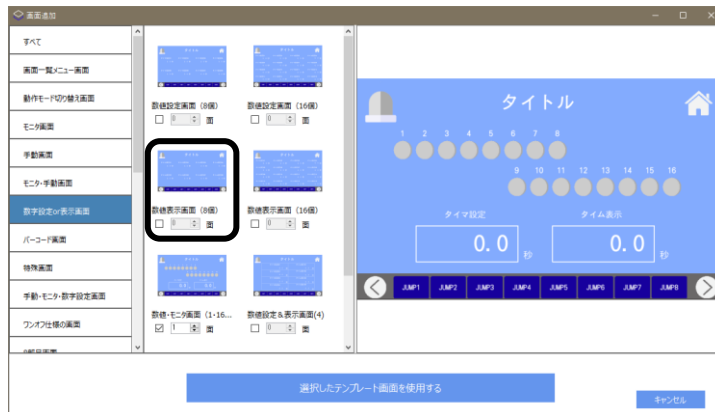 画面追加
すべて
画面一覧メニュー画面
動作モード切り替え画面
モニタ画面
手動画面
モニタ・手動画面
数字設定or表示画面
バーコード画面
特殊画面
手動・モニタ・数字設定画面
ワンオフ仕様の画面
数値設定画面（8個）
0 面
数値設定画面（16個）
0 面
数値表示画面（8個）
0 面
数値表示画面（16個）
0 面
数値・モニタ画面（1・16...
1 面
数値設定＆表示画面(4)
0 面
タイトル
1 2 3 4 5 6 7 8
9 10 11 12 13 14 15 16
タイマ設定 タイム表示
0.0 秒 0.0 秒
JUMP1 JUMP2 JUMP3 JUMP4 JUMP5 JUMP6 JUMP7 JUMP8
選択したテンプレート画面を使用する
キャンセル